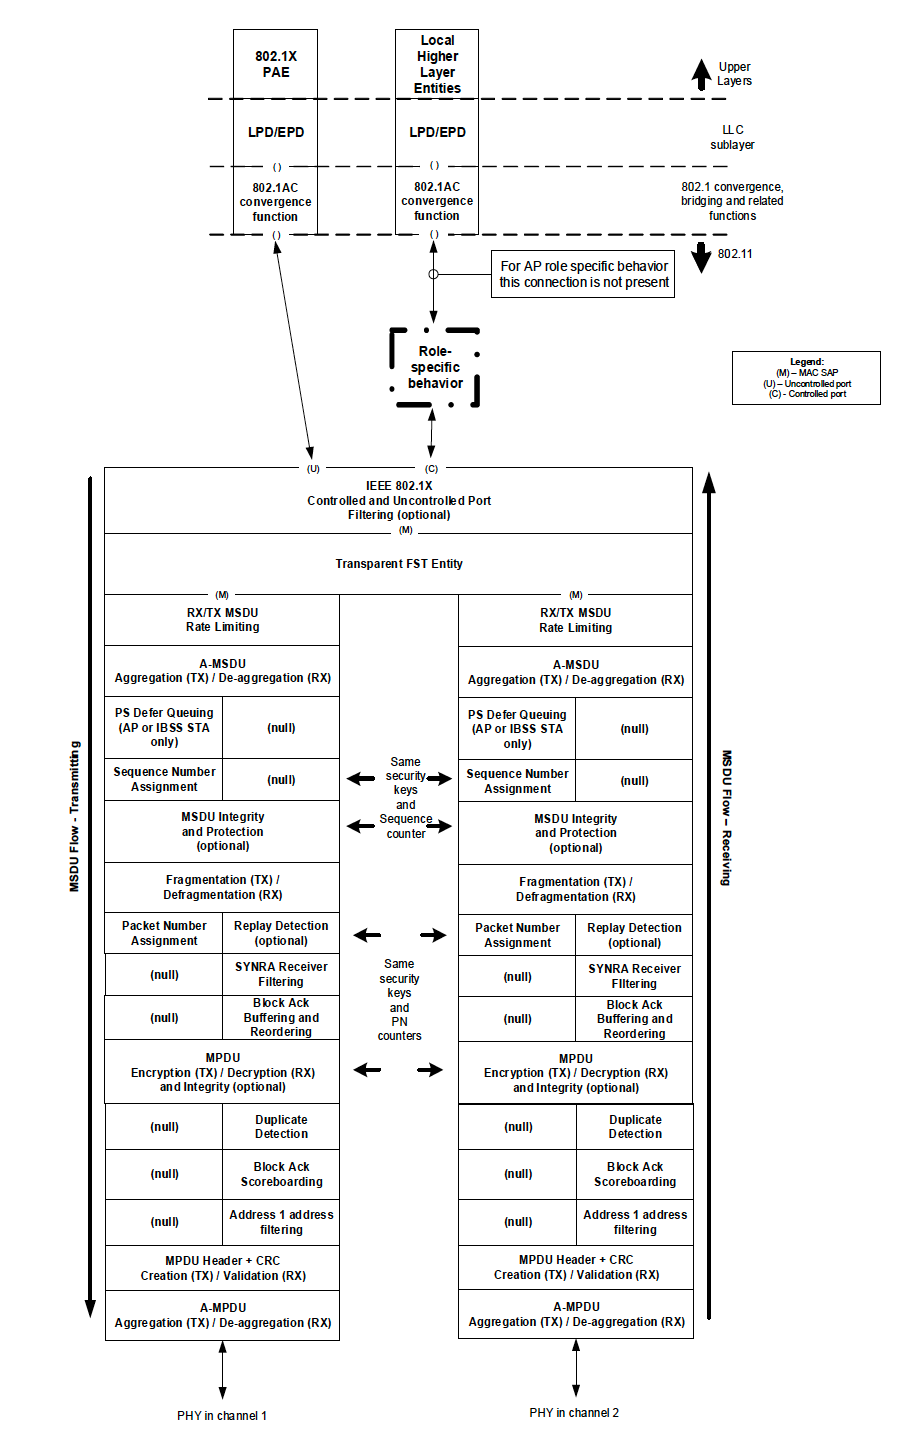 802.1X
PAE
Local
Higher
Layer
Entities
Upper
Layers
LPD/EPD
LPD/EPD
LLC
sublayer
( )
( )
802.1AC
convergence
function
802.1AC
convergence
function
802.1 convergence,
bridging and related
functions
( )
( )
802.11
For AP role specific behavior
this connection is not present
Role-
specific
behavior
Legend:
(M) – MAC SAP
(U) – Uncontrolled port
(C) - Controlled port
(U)
(C)
IEEE 802.1X
Controlled and Uncontrolled Port
Filtering (optional)
(M)
Transparent FST Entity
(M)
(M)
MSDU Flow - Transmitting
RX/TX MSDU
Rate Limiting
A-MSDU
Aggregation (TX) / De-aggregation (RX)
PS Defer Queuing
(AP or IBSS STA
only)
(null)
Sequence Number
Assignment
(null)
MSDU Integrity
and Protection
(optional)
Fragmentation (TX) /
Defragmentation (RX)
Packet Number
Assignment
Replay Detection
(optional)
(null)
SYNRA Receiver
Filtering
(null)
Block Ack
Buffering and
Reordering
MPDU
Encryption (TX) / Decryption (RX)
and Integrity (optional)
(null)
Duplicate
Detection
(null)
Block Ack
Scoreboarding
(null)
Address 1 address
filtering
MPDU Header + CRC
Creation (TX) / Validation (RX)
A-MPDU
Aggregation (TX) / De-aggregation (RX)
PHY in channel 1
Same
security
keys
and
Sequence
counter
Same
security
keys
and
PN
counters
RX/TX MSDU
Rate Limiting
A-MSDU
Aggregation (TX) / De-aggregation (RX)
PS Defer Queuing
(AP or IBSS STA
only)
(null)
Sequence Number
Assignment
(null)
MSDU Integrity
and Protection
(optional)
Fragmentation (TX) /
Defragmentation (RX)
Packet Number
Assignment
Replay Detection
(optional)
(null)
SYNRA Receiver
Filtering
(null)
Block Ack
Buffering and
Reordering
MPDU
Encryption (TX) / Decryption (RX)
and Integrity (optional)
(null)
Duplicate
Detection
(null)
Block Ack
Scoreboarding
(null)
Address 1 address
filtering
MPDU Header + CRC
Creation (TX) / Validation (RX)
A-MPDU
Aggregation (TX) / De-aggregation (RX)
PHY in channel 2
MSDU Flow – Receiving